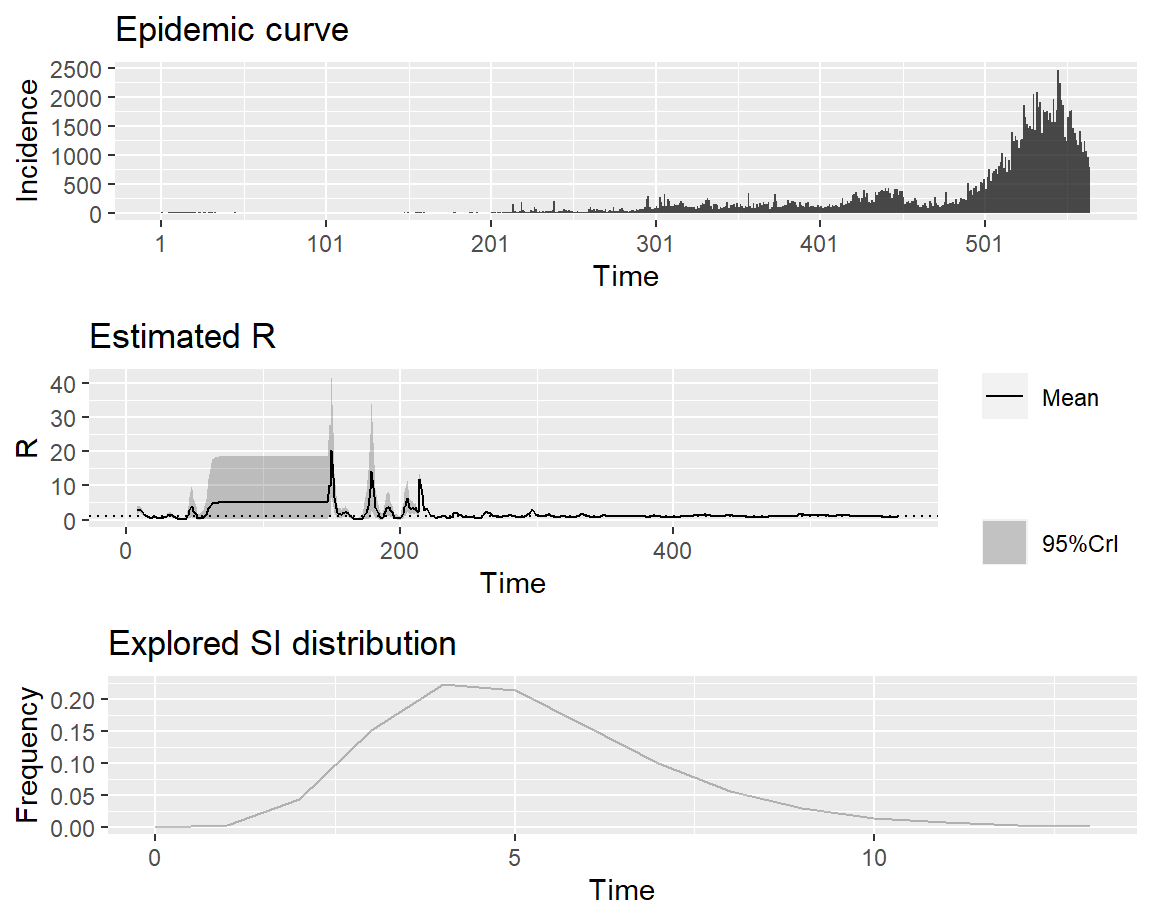 Epidemic curve
Incidence
2500
2000
1500
1000
500
0
1 101 201 301 401 501
Time
Estimated R
R
40
30
20
10
0
0 200 400
Time
Mean
95%CrI
Explored SI distribution
Frequency
0.20
0.15
0.10
0.05
0.00
0 5 10
Time